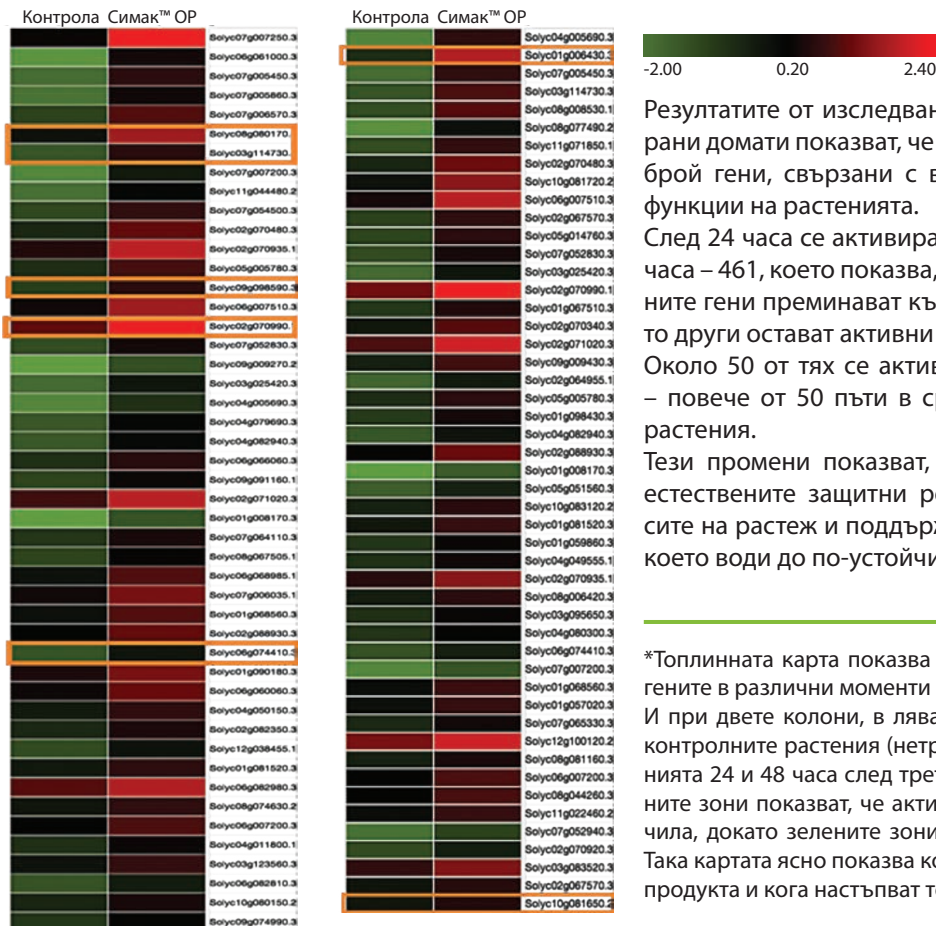 Контрола Симак™ ОР
Solyc07g007250.3
Solyc06g061000.3
Solyc07g005450.3
Solyc07g005860.3
Solyc07g006570.3
Solyc08g080170.
Solyc03g114730.
Solyc07g007200.3
Solyc11g044480.2
Solyc07g054500.3
Solyc02g070480.3
Solyc02g070935.1
Solyc05g005780.3
Solyc09g098590.3
Solyc06g007510.3
Solyc02g070990.
Solyc07g052830.3
Solyc09g009270.2
Solyc03g025420.3
Solyc04g005690.3
Solyc04g079690.3
Solyc04g082940.3
Solyc06g066060.3
Solyc09g091160.1
Solyc02g071020.3
Solyc01g008170.3
Solyc07g064110.3
Solyc08g067505.1
Solyc06g068985.1
Solyc07g006035.1
Solyc01g068560.3
Solyc02g088930.3
Solyc06g074410.3
Solyc01g090180.3
Solyc06g060060.3
Solyc04g050150.3
Solyc02g082350.3
Solyc12g038455.1
Solyc01g081520.3
Solyc06g082980.3
Solyc08g074630.2
Solyc06g007200.3
Solyc04g011800.1
Solyc03g123560.3
Solyc06g082810.3
Solyc10g080150.2
Solyc09g074990.3
Контрола Симак™ ОР
Solyc04g005690.3
Solyc01g006430.3
Solyc07g005450.3
Solyc03g114730.3
Solyc08g008530.1
Solyc08g077490.2
Solyc11g071850.1
Solyc02g070480.3
Solyc10g081720.2
Solyc06g007510.3
Solyc02g067570.3
Solyc05g014760.3
Solyc07g052830.3
Solyc03g025420.3
Solyc02g070990.1
Solyc01g067510.3
Solyc02g070340.3
Solyc02g071020.3
Solyc09g009430.3
Solyc02g064955.1
Solyc05g005780.3
Solyc01g098430.3
Solyc04g082940.3
Solyc02g088930.3
Solyc01g008170.3
Solyc05g051560.3
Solyc10g083120.2
Solyc01g081520.3
Solyc01g059860.3
Solyc04g049555.1
Solyc02g070935.1
Solyc08g006420.3
Solyc03g095650.3
Solyc04g080300.3
Solyc06g074410.3
Solyc07g007200.3
Solyc01g068560.3
Solyc01g057020.3
Solyc07g065330.3
Solyc12g100120.2
Solyc08g081160.3
Solyc06g007200.3
Solyc08g044260.3
Solyc11g022460.2
Solyc07g052940.3
Solyc02g070920.3
Solyc03g083520.3
Solyc02g067570.3
Solyc10g081650.2
-2.00 0.20 2.40
Резултатите от изследван
рани домати показват, че
брой гени, свързани с в
функции на растенията.
След 24 часа се активира
часа – 461, което показва,
ните гени преминават къ
то други остават активни
Около 50 от тях се актив
– повече от 50 пъти в ср
растения.
Тези промени показват,
естествените защитни ре
сите на растеж и поддърж
което води до по-устойчи
*Топлинната карта показва
гените в различни моменти
И при двете колони, в лява
контролните растения (нетр
нията 24 и 48 часа след трет
ните зони показват, че акти
чила, докато зелените зони
Така картата ясно показва ко
продукта и кога настъпват т